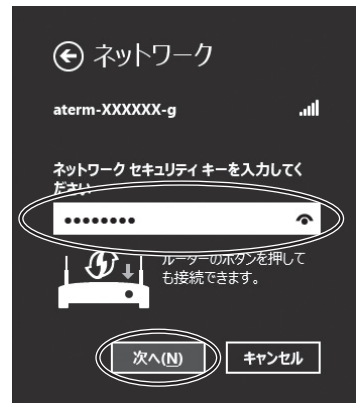 ネットワーク
aterm-XXXXXX-g
ネットワーク セキュリティ キーを入力してく
ださい
••••••••
ルーターのボタンを押して
も接続できます。
次へ(N)
キャンセル